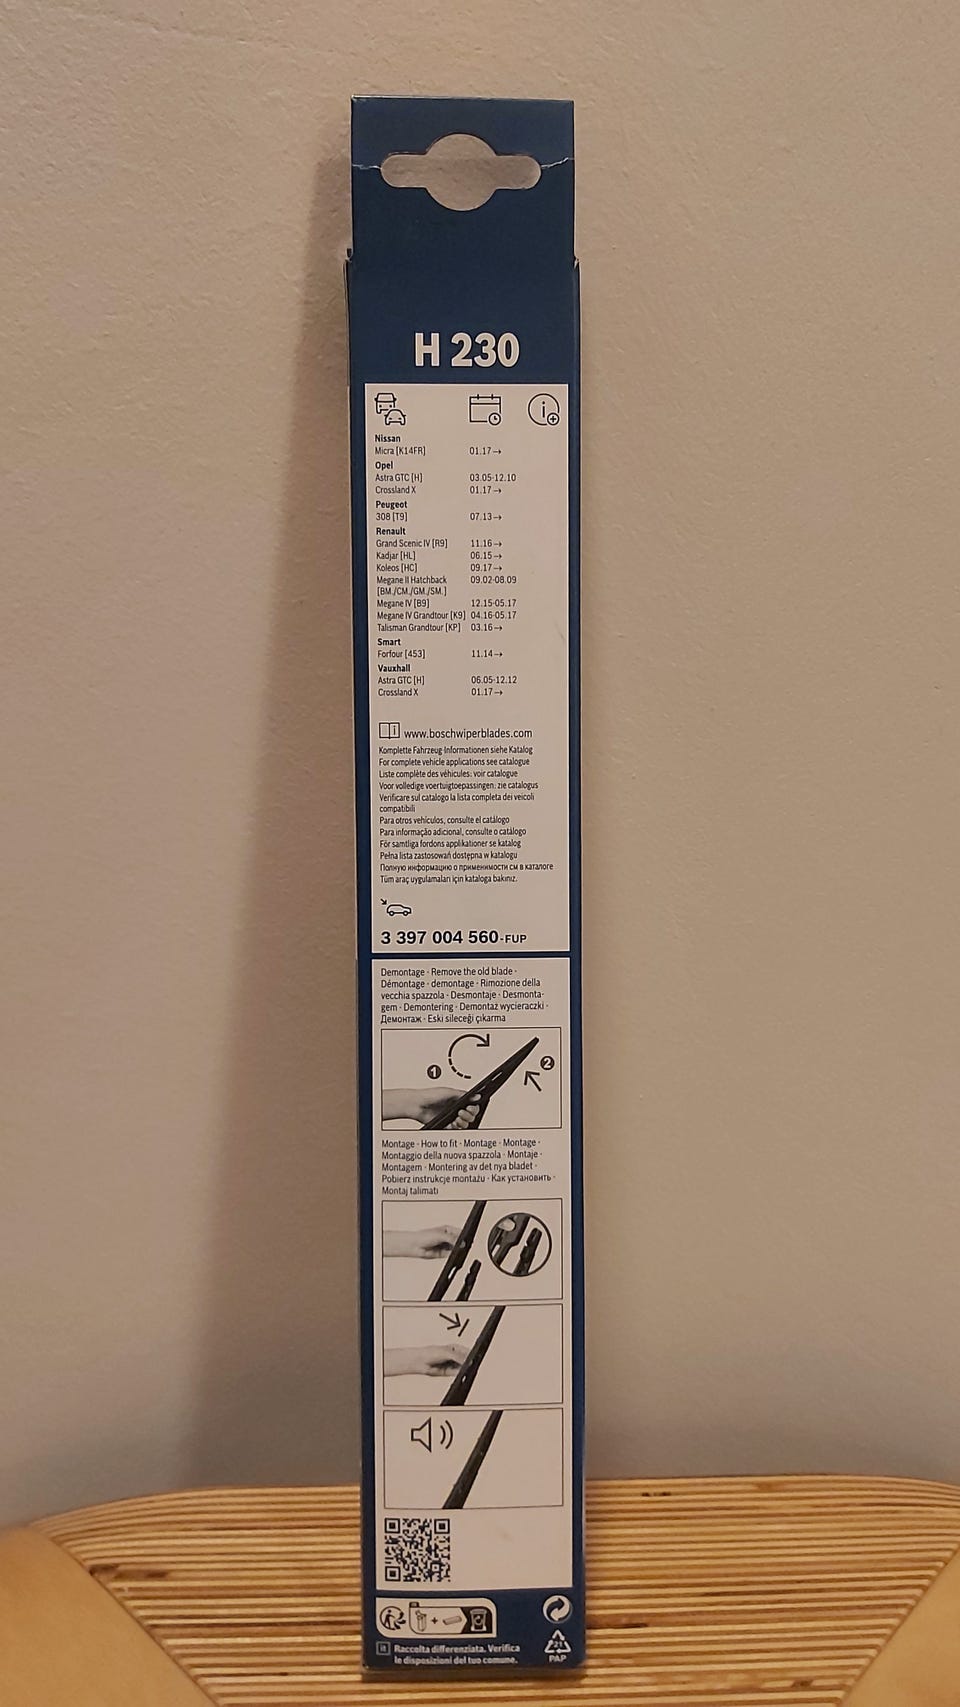 H 230
Nissan
Micra [K14FR] 01.17→
Opel
Astra GTC [H] 03.05-12.10
Crossland X 01.17→
Peugeot
308 [T9] 07.13→
Renault
Grand Scenic IV [R9] 11.16→
Kadjar [HL] 06.15→
Koleos [HC] 09.17→
Megane II Hatchback 09.02-08.09
[BM./CM./GM./SM.]
Megane IV [B9] 12.15-05.17
Megane IV Grandtour [K9] 04.16-05.17
Talisman Grandtour [KP] 03.16→
Smart
Forfour [453] 11.14→
Vauxhall
Astra GTC [H] 06.05-12.12
Crossland X 01.17→
www.boschwiperblades.com
Komplette Fahrzeug-Informationen siehe Katalog
For complete vehicle applications see catalogue
Liste complète des véhicules: voir catalogue
Voor volledige voertuigtoepassingen: zie catalogus
Verificare sul catalogo la lista completa dei veicoli
compatibili
Para otros vehículos, consulte el catálogo
Para informação adicional, consulte o catálogo
För samtliga fordons applikationer se katalog
Pełna lista zastosowań dostępna w katalogu
Полную информацию о применимости см в каталоге
Tüm araç uygulamaları için kataloga bakınız.
3 397 004 560-FUP
Demontage · Remove the old blade ·
Démontage · demontage · Rimozione della
vecchia spazzola · Desmontaje · Desmonta-
gem · Demontering · Demontaż wycieraczki ·
Демонтаж · Eski sileceği çıkarma
1
2
Montage · How to fit · Montage · Montage ·
Montaggio della nuova spazzola · Montaje ·
Montagem · Montering av det nya bladet ·
Pobierz instrukcje montażu · Как установить ·
Montaj talimatı
it Raccolta differenziata. Verifica
le disposizioni del tuo comune.
21
PAP